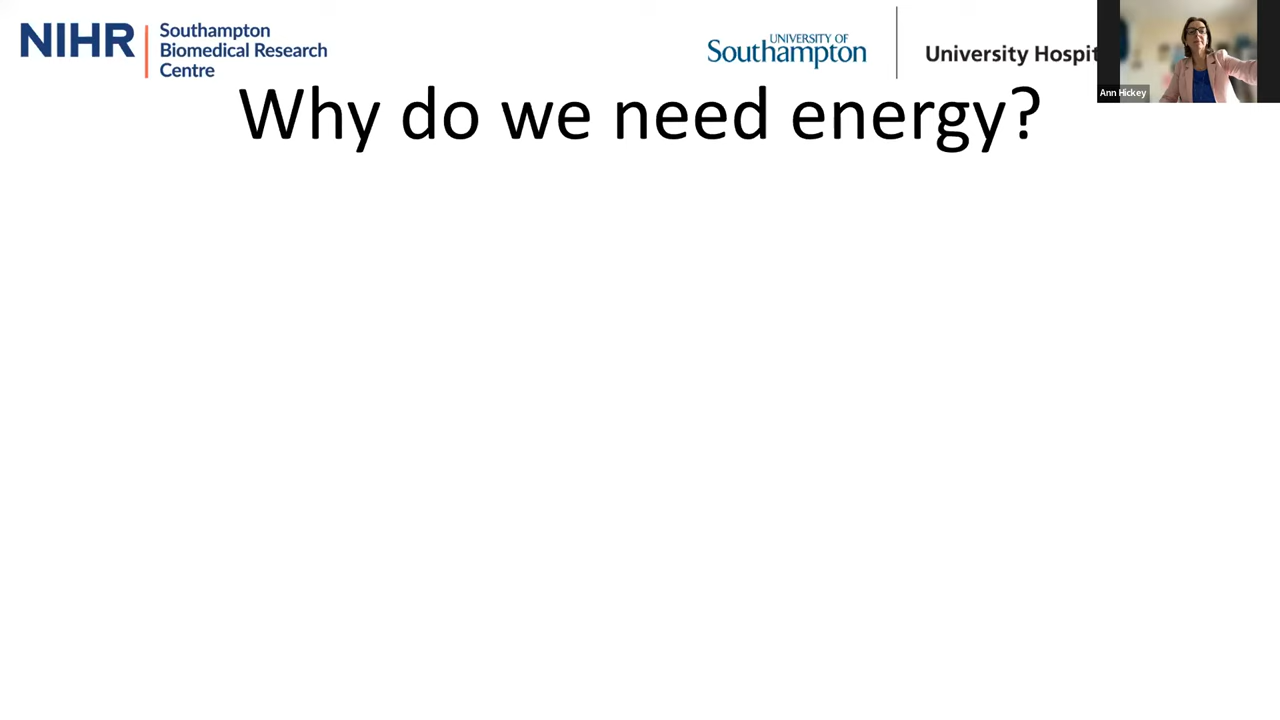 NIHR
Southampton
Biomedical Research
Centre
UNIVERSITY OF
Southampton
University Hospit
Ann Hickey
Why do we need energy?